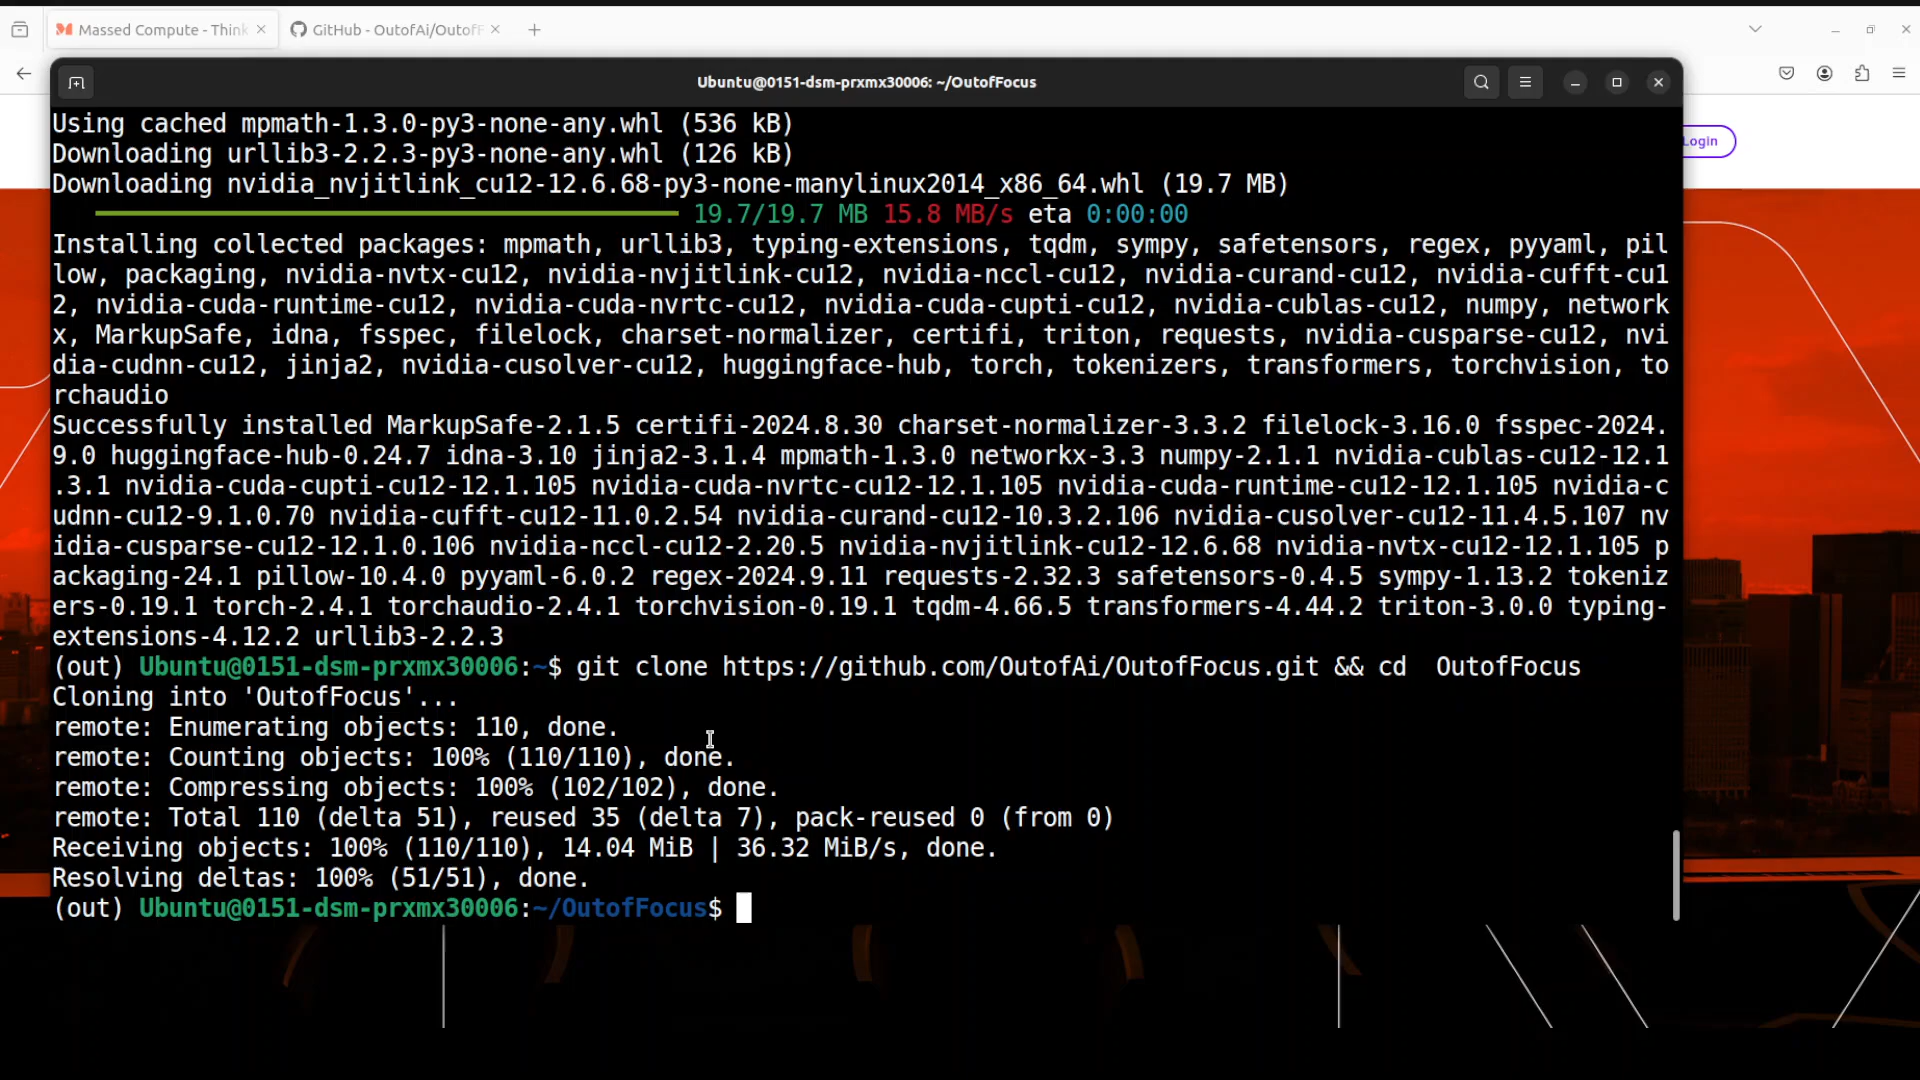 Massed Compute - Think
GitHub - OutofAi/OutofF
Ubuntu@0151-dsm-prxmx30006: ~/OutofFocus
Login
Using cached mpmath-1.3.0-py3-none-any.whl (536 kB)
Downloading urllib3-2.2.3-py3-none-any.whl (126 kB)
Downloading nvidia_nvjitlink_cu12-12.6.68-py3-none-manylinux2014_x86_64.whl (19.7 MB)
19.7/19.7 MB 15.8 MB/s eta 0:00:00
Installing collected packages: mpmath, urllib3, typing-extensions, tqdm, sympy, safetensors, regex, pyyaml, pil
low, packaging, nvidia-nvtx-cu12, nvidia-nvjitlink-cu12, nvidia-nccl-cu12, nvidia-curand-cu12, nvidia-cufft-cu1
2, nvidia-cuda-runtime-cu12, nvidia-cuda-nvrtc-cu12, nvidia-cuda-cupti-cu12, nvidia-cublas-cu12, numpy, network
x, MarkupSafe, idna, fsspec, filelock, charset-normalizer, certifi, triton, requests, nvidia-cusparse-cu12, nvi
dia-cudnn-cu12, jinja2, nvidia-cusolver-cu12, huggingface-hub, torch, tokenizers, transformers, torchvision, to
rchaudio
Successfully installed MarkupSafe-2.1.5 certifi-2024.8.30 charset-normalizer-3.3.2 filelock-3.16.0 fsspec-2024.
9.0 huggingface-hub-0.24.7 idna-3.10 jinja2-3.1.4 mpmath-1.3.0 networkx-3.3 numpy-2.1.1 nvidia-cublas-cu12-12.1
.3.1 nvidia-cuda-cupti-cu12-12.1.105 nvidia-cuda-nvrtc-cu12-12.1.105 nvidia-cuda-runtime-cu12-12.1.105 nvidia-c
udnn-cu12-9.1.0.70 nvidia-cufft-cu12-11.0.2.54 nvidia-curand-cu12-10.3.2.106 nvidia-cusolver-cu12-11.4.5.107 nv
idia-cusparse-cu12-12.1.0.106 nvidia-nccl-cu12-2.20.5 nvidia-nvjitlink-cu12-12.6.68 nvidia-nvtx-cu12-12.1.105 p
ackaging-24.1 pillow-10.4.0 pyyaml-6.0.2 regex-2024.9.11 requests-2.32.3 safetensors-0.4.5 sympy-1.13.2 tokeniz
ers-0.19.1 torch-2.4.1 torchaudio-2.4.1 torchvision-0.19.1 tqdm-4.66.5 transformers-4.44.2 triton-3.0.0 typing-
extensions-4.12.2 urllib3-2.2.3
(out) Ubuntu@0151-dsm-prxmx30006:~$ git clone https://github.com/OutofAi/OutofFocus.git && cd  OutofFocus
Cloning into 'OutofFocus'...
remote: Enumerating objects: 110, done.
remote: Counting objects: 100% (110/110), done.
remote: Compressing objects: 100% (102/102), done.
remote: Total 110 (delta 51), reused 35 (delta 7), pack-reused 0 (from 0)
Receiving objects: 100% (110/110), 14.04 MiB | 36.32 MiB/s, done.
Resolving deltas: 100% (51/51), done.
(out) Ubuntu@0151-dsm-prxmx30006:~/OutofFocus$